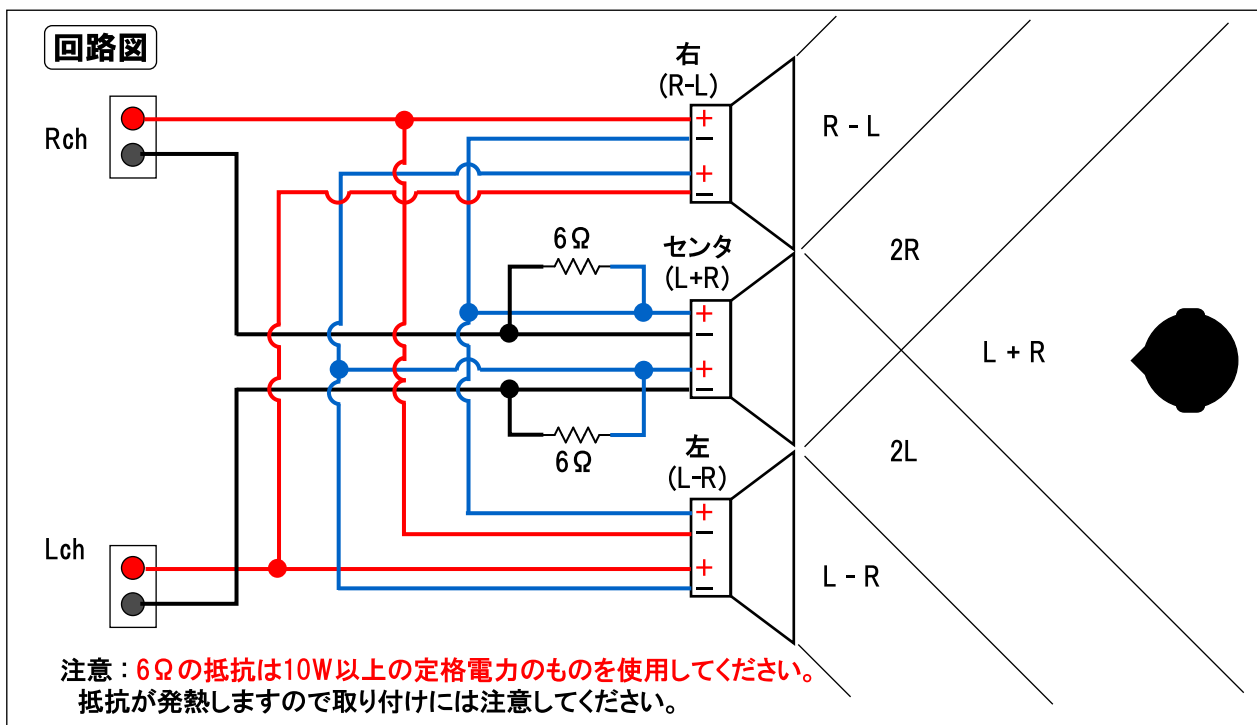 回路図
右
(R-L)
+
−
+
−
R - L
Rch
6Ω
センタ
(L+R)
+
−
+
−
2R
L + R
6Ω
左
(L-R)
+
−
+
−
2L
L - R
Lch
注意：6Ωの抵抗は10W以上の定格電力のものを使用してください。
抵抗が発熱しますので取り付けには注意してください。